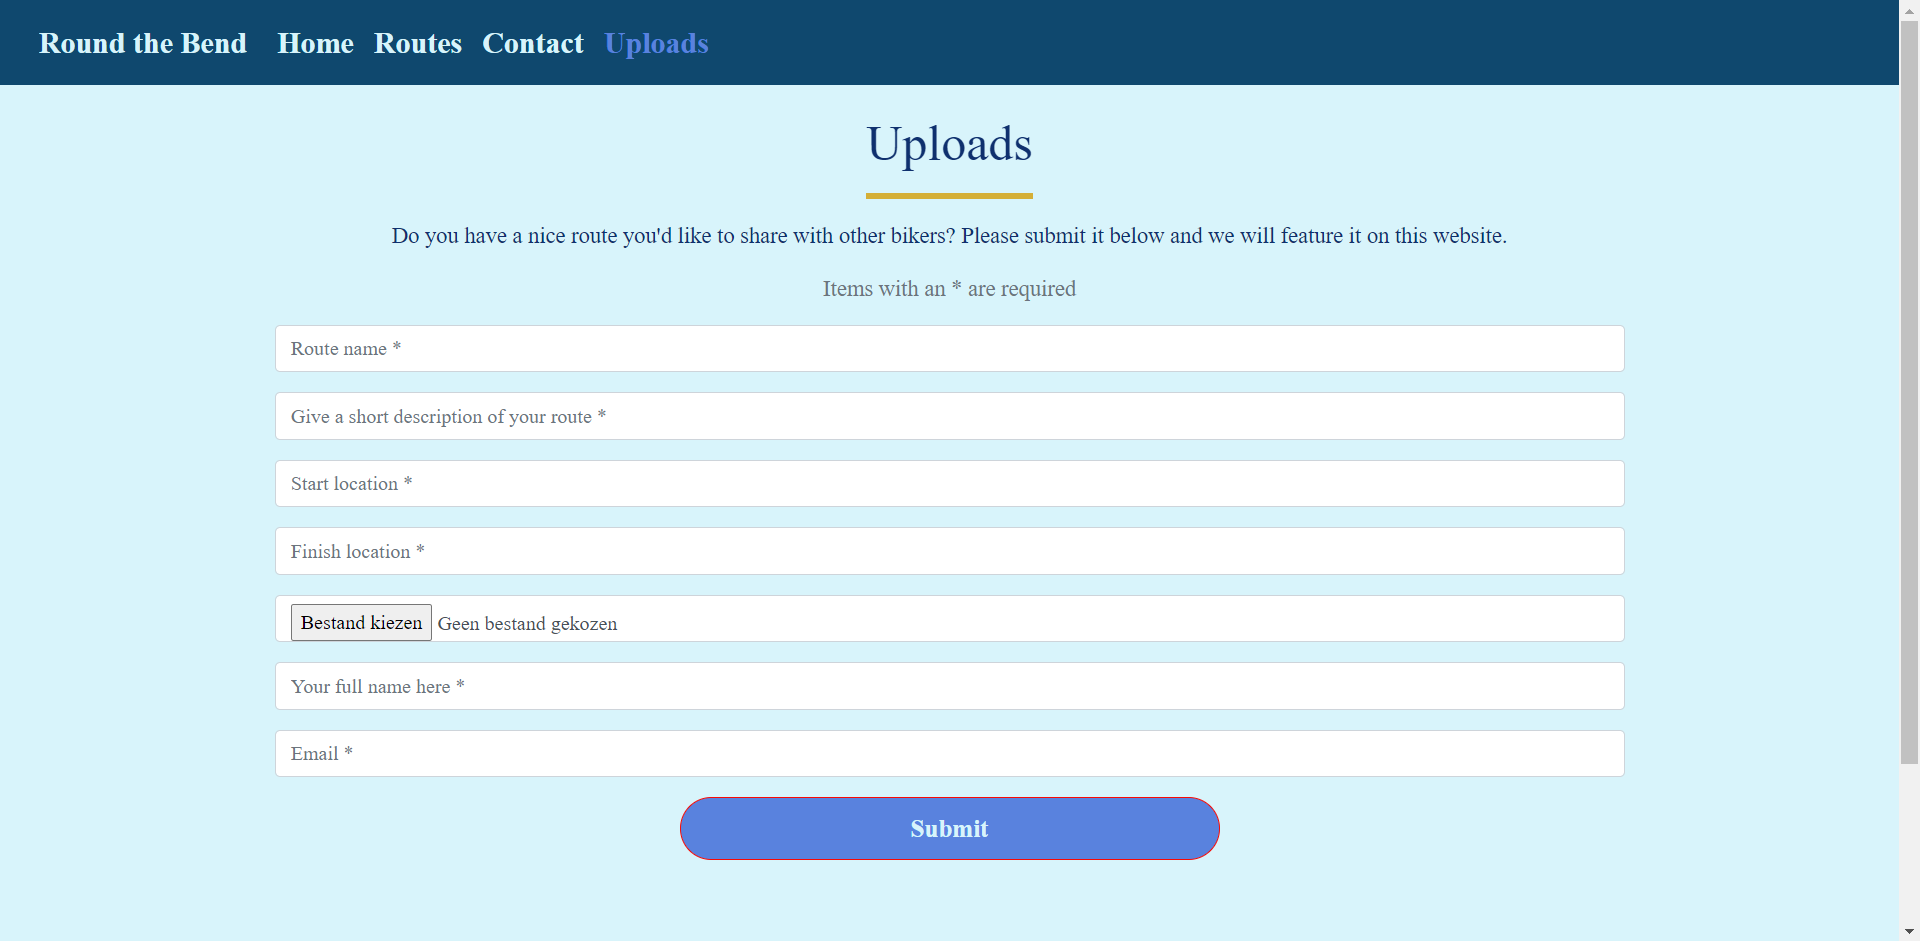 Round the Bend Home Routes Contact Uploads
Uploads
Do you have a nice route you'd like to share with other bikers? Please submit it below and we will feature it on this website.
Items with an * are required
Route name *
Give a short description of your route *
Start location *
Finish location *
Bestand kiezen Geen bestand gekozen
Your full name here *
Email *
Submit